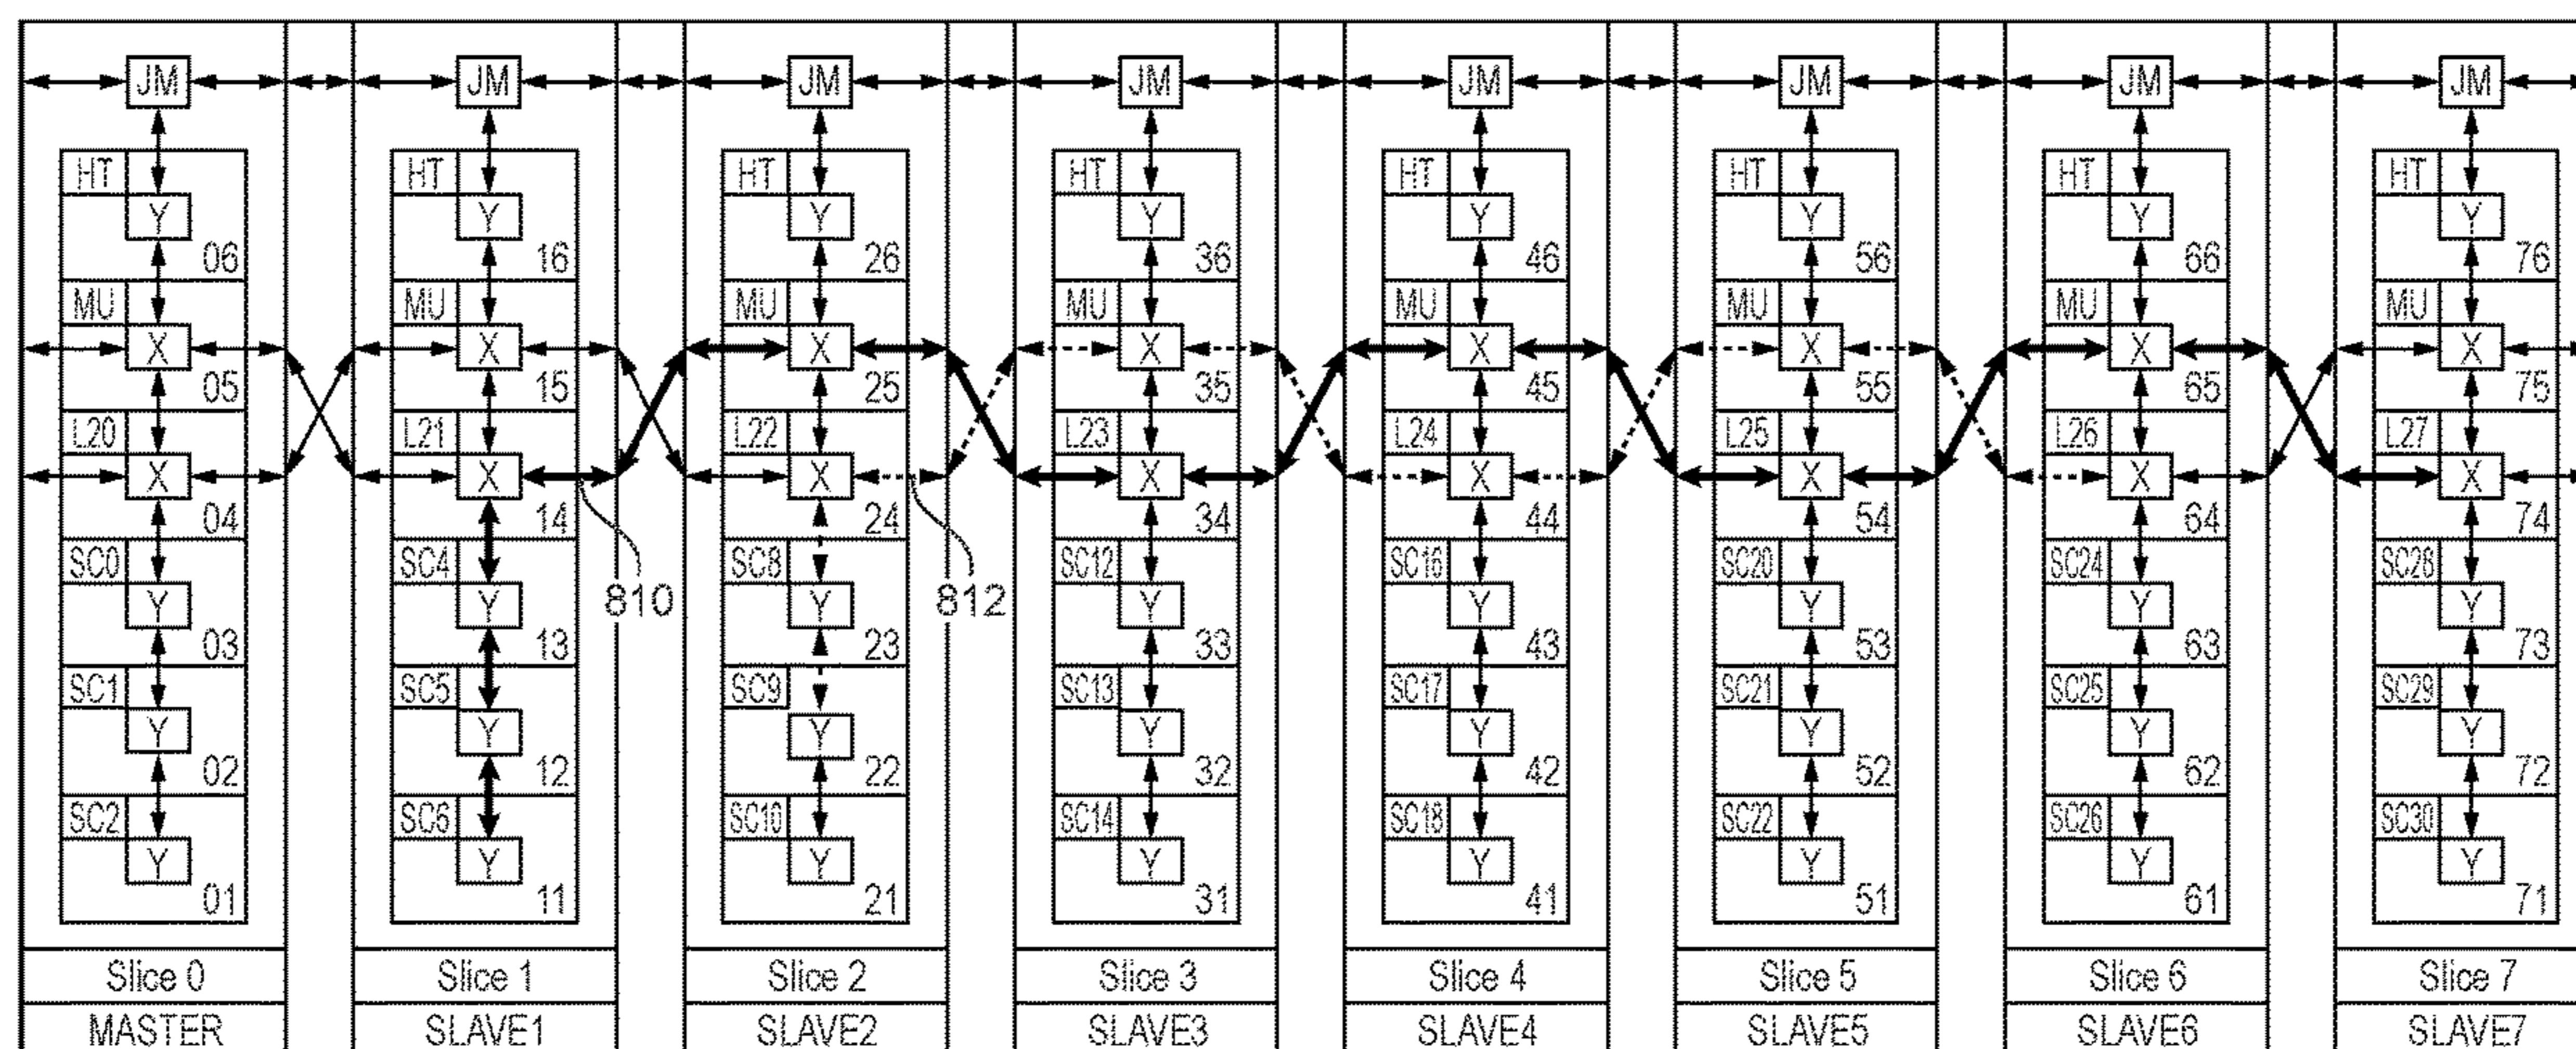 JM JM JM JM JM JM JM JM
HT HT HT HT HT HT HT HT
Y Y Y Y Y Y Y Y
06 16 26 36 46 56 66 76
MU MU MU MU MU MU MU MU
X X X X X X X X
05 15 25 35 45 55 65 75
L20 L21 L22 L23 L24 L25 L26 L27
X X X X X X X X
04 14 24 34 44 54 64 74
SC0 SC4 SC8 SC12 SC16 SC20 SC24 SC28
Y Y 810 Y 812 Y Y Y Y Y
03 13 23 33 43 53 63 73
SC1 SC5 SC9 SC13 SC17 SC21 SC25 SC29
Y Y Y Y Y Y Y Y
02 12 22 32 42 52 62 72
SC2 SC6 SC10 SC14 SC18 SC22 SC26 SC30
Y Y Y Y Y Y Y Y
01 11 21 31 41 51 61 71
Slice 0 Slice 1 Slice 2 Slice 3 Slice 4 Slice 5 Slice 6 Slice 7
MASTER SLAVE1 SLAVE2 SLAVE3 SLAVE4 SLAVE5 SLAVE6 SLAVE7